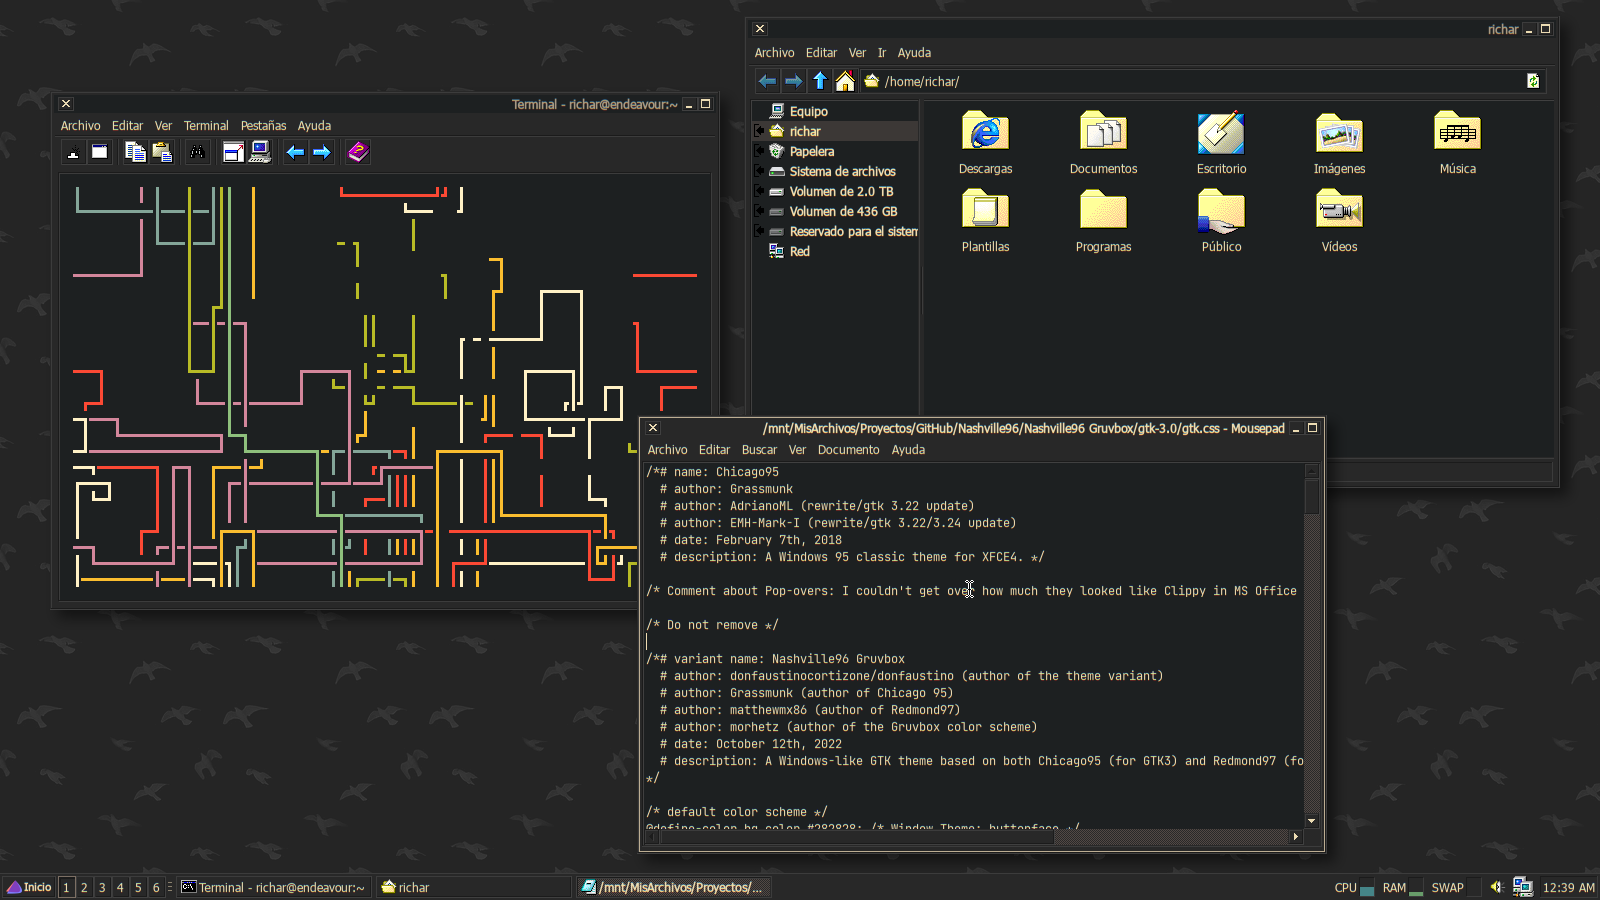 richar
Archivo Editar Ver Ir Ayuda
/home/richar/
Equipo
richar
Papelera
Sistema de archivos
Volumen de 2.0 TB
Volumen de 436 GB
Reservado para el sistem
Red
Descargas Documentos Escritorio Imágenes Música
Plantillas Programas Público Vídeos
Terminal - richar@endeavour:~
Archivo Editar Ver Terminal Pestañas Ayuda
/mnt/MisArchivos/Proyectos/GitHub/Nashville96/Nashville96 Gruvbox/gtk-3.0/gtk.css - Mousepad
Archivo Editar Buscar Ver Documento Ayuda
/*# name: Chicago95
# author: Grassmunk
# author: AdrianoML (rewrite/gtk 3.22 update)
# author: EMH-Mark-I (rewrite/gtk 3.22/3.24 update)
# date: February 7th, 2018
# description: A Windows 95 classic theme for XFCE4. */
/* Comment about Pop-overs: I couldn't get over how much they looked like Clippy in MS Office
/* Do not remove */
/*# variant name: Nashville96 Gruvbox
# author: donfaustinocortizone/donfaustino (author of the theme variant)
# author: Grassmunk (author of Chicago 95)
# author: matthewmx86 (author of Redmond97)
# author: morhetz (author of the Gruvbox color scheme)
# date: October 12th, 2022
# description: A Windows-like GTK theme based on both Chicago95 (for GTK3) and Redmond97 (fo
*/
/* default color scheme */
@define-color bg_color #282828; /* Window Theme: buttonface */
Inicio 1 2 3 4 5 6 Terminal - richar@endeavour:~ richar /mnt/MisArchivos/Proyectos/... CPU RAM SWAP 12:39 AM